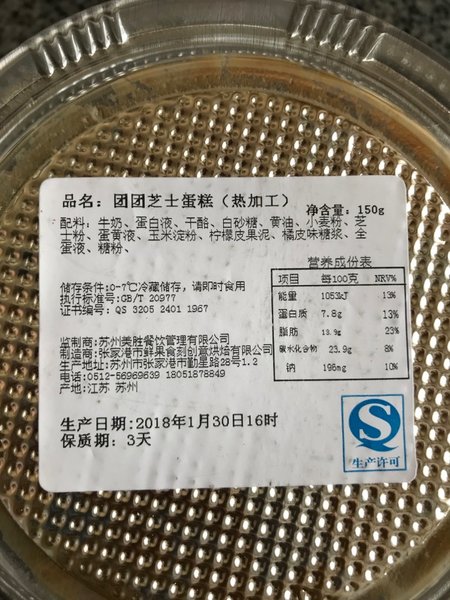 品名：团团芝士蛋糕（热加工）
净含量：150g
配料：牛奶、蛋白液、干酪、白砂糖、黄油、小麦粉、芝
士粉、蛋黄液、玉米淀粉、柠檬皮果泥、橘皮味糖浆、全
蛋液、糖粉、
储存条件:0-7℃冷藏储存，请即时食用
执行标准号:GB/T 20977
证书编号：QS 3205 2401 1967
营养成份表
项目 每100克 NRV%
能量 1053kJ 13%
蛋白质 7.8g 13%
脂肪 13.9g 23%
碳水化合物 23.9g 8%
钠 196mg 10%
监制商:苏州美胜餐饮管理有限公司
制造商:张家港市鲜果食刻创意烘焙有限公司
生产地址:苏州市张家港市勤星路28号1.2
电话:0512-56969639 18051878849
产地:江苏 苏州
生产日期:2018年1月30日16时
保质期: 3天
生产许可